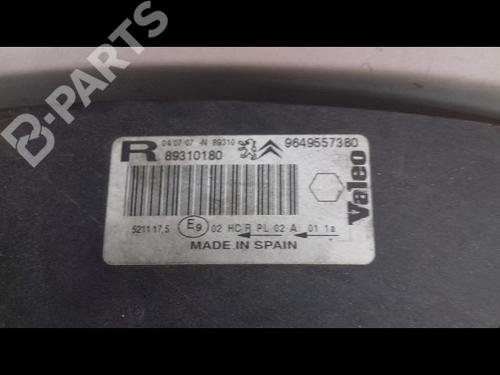 B-PARTS
R 04/07/07 -N 89310 9649557380
89310180
Valeo
5211 17,5 E9 02 HC R PL 02 A 01 1a
MADE IN SPAIN